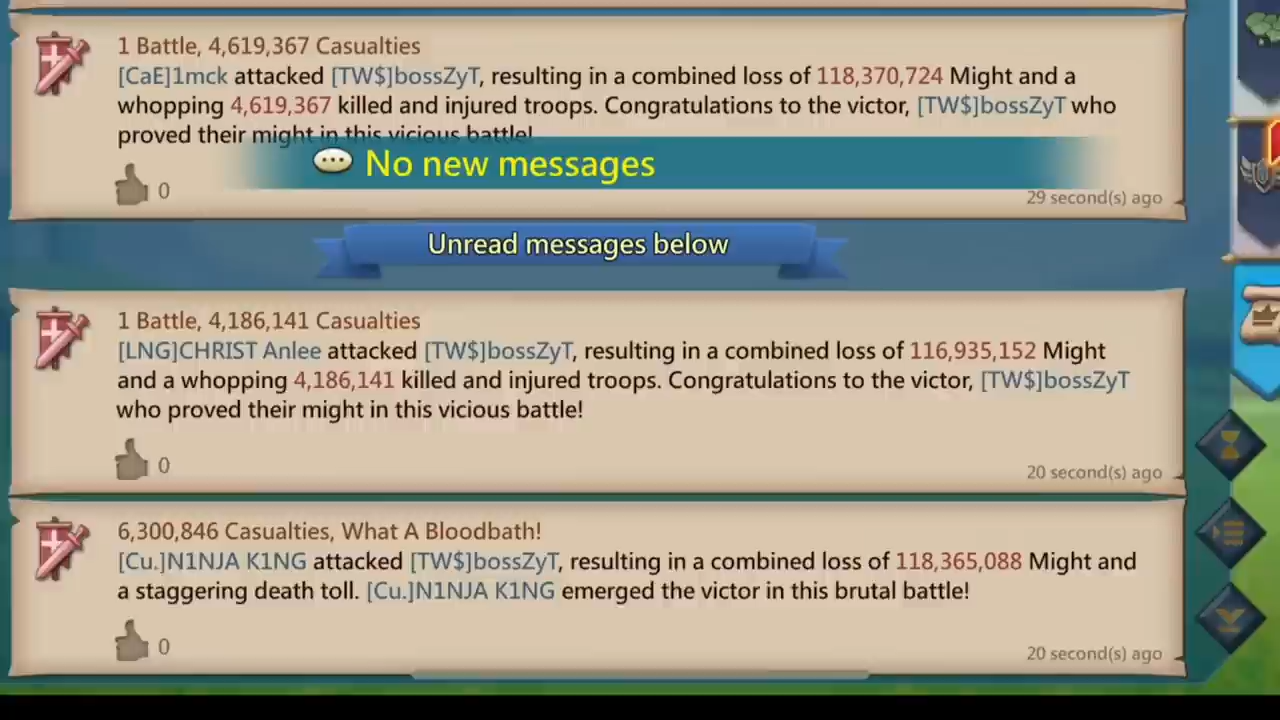 1 Battle, 4,619,367 Casualties
[CaE]1mck attacked [TW$]bossZyT, resulting in a combined loss of 118,370,724 Might and a
whopping 4,619,367 killed and injured troops. Congratulations to the victor, [TW$]bossZyT who
proved their might in this vicious battle!
No new messages
0
29 second(s) ago
Unread messages below
1 Battle, 4,186,141 Casualties
[LNG]CHRIST Anlee attacked [TW$]bossZyT, resulting in a combined loss of 116,935,152 Might
and a whopping 4,186,141 killed and injured troops. Congratulations to the victor, [TW$]bossZyT
who proved their might in this vicious battle!
0
20 second(s) ago
6,300,846 Casualties, What A Bloodbath!
[Cu.]N1NJA K1NG attacked [TW$]bossZyT, resulting in a combined loss of 118,365,088 Might and
a staggering death toll. [Cu.]N1NJA K1NG emerged the victor in this brutal battle!
0
20 second(s) ago